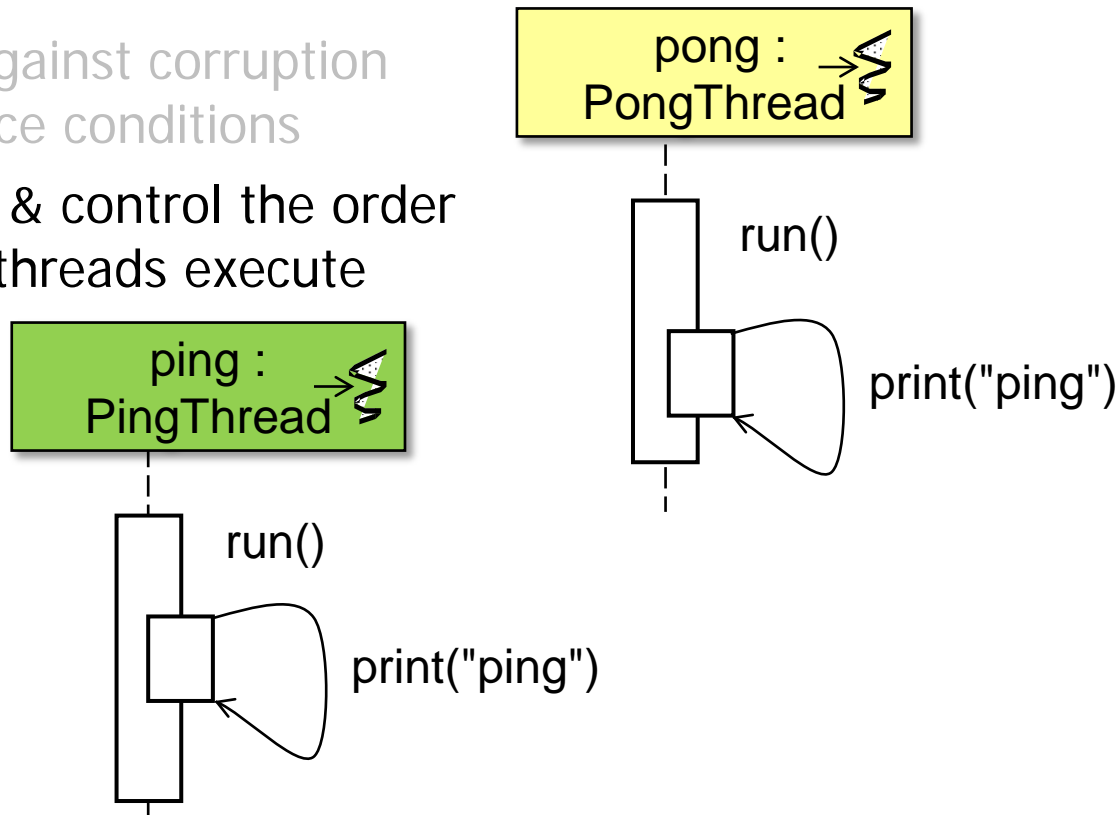 gainst corruption
ce conditions
& control the order
threads execute
pong :
PongThread
run()
print("ping")
ping :
PingThread
run()
print("ping")